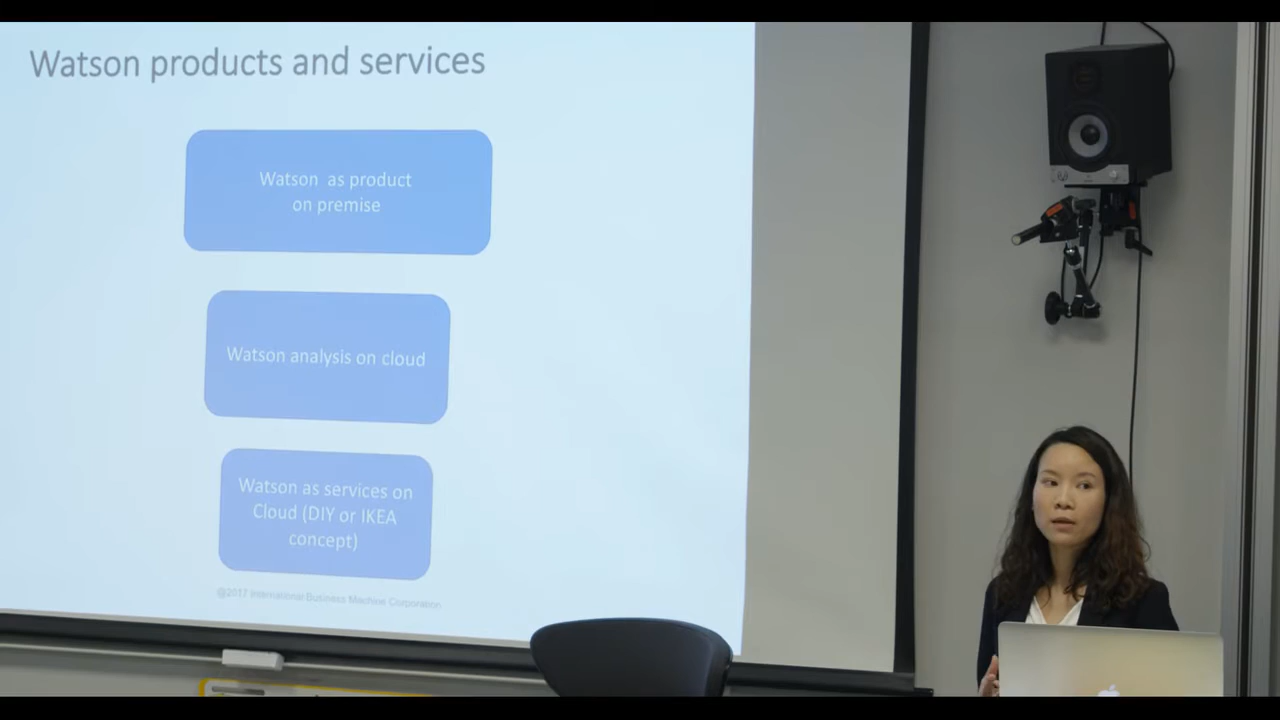 Watson products and services
Watson as product
on premise
Watson analysis on cloud
Watson as services on
Cloud (DIY or IKEA
concept)
@2017 International Business Machine Corporation